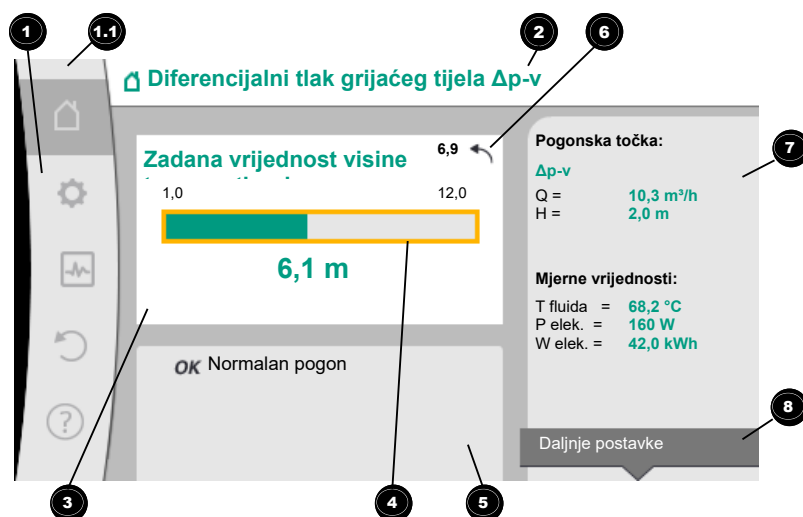 1
1.1
2
6
Diferencijalni tlak grijaćeg tijela Δp-v
Zadana vrijednost visine
6,9
1,0
12,0
6,1 m
OK Normalan pogon
Pogonska točka:
Δp-v
Q = 10,3 m³/h
H = 2,0 m
Mjerne vrijednosti:
T fluida = 68,2 °C
P elek. = 160 W
W elek. = 42,0 kWh
7
?
Daljnje postavke
8
3
4
5